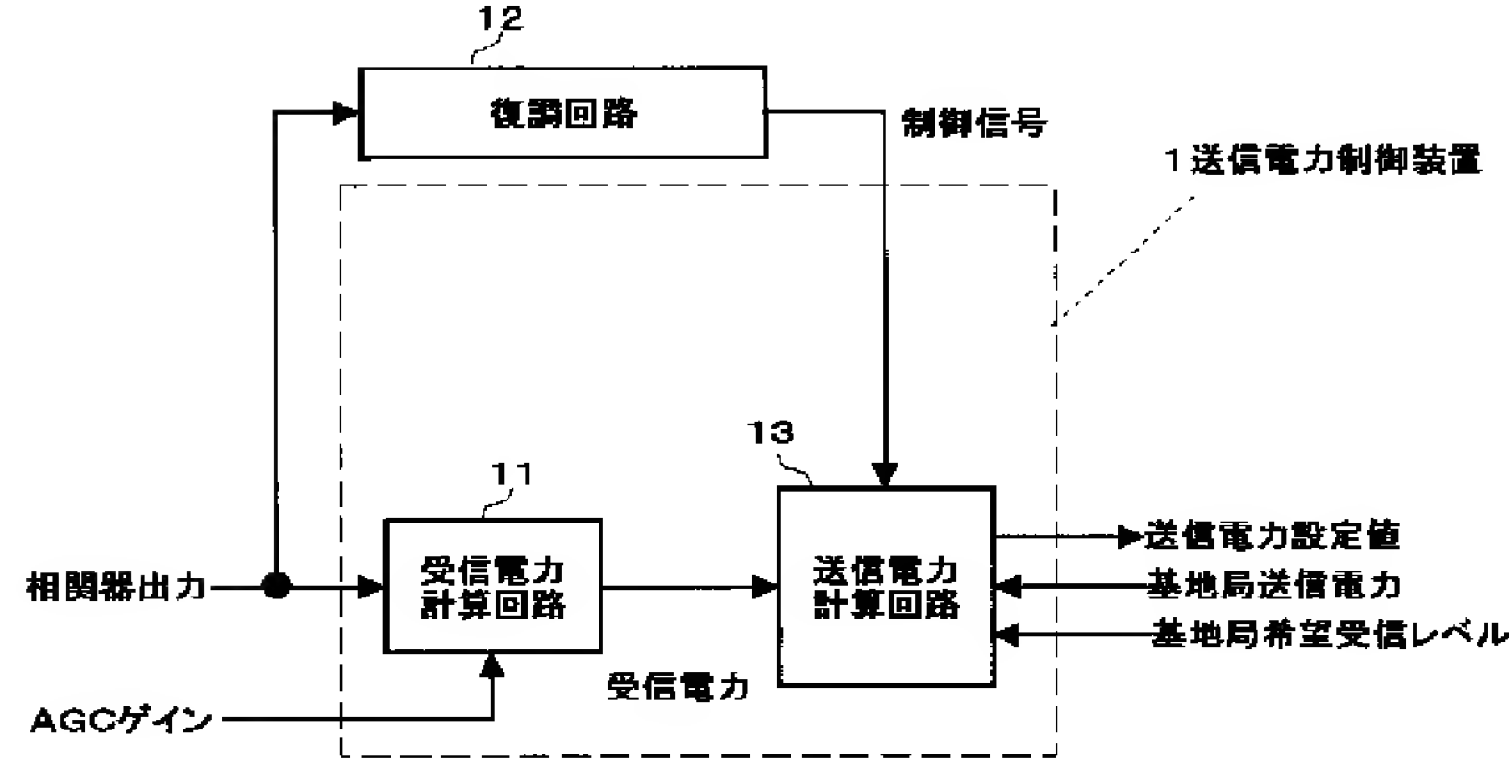 12
復調回路
制御信号
1送信電力制御装置
13
11
相関器出力
受信電力
計算回路
送信電力
計算回路
送信電力設定値
基地局送信電力
基地局希望受信レベル
受信電力
AGCゲイン